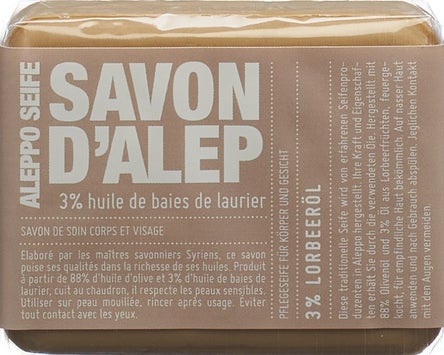 ALEPPO SEIFE
SAVON
D'ALEP
3% huile de baies de laurier
SAVON DE SOIN CORPS ET VISAGE
Elaboré par les maîtres savonniers Syriens, ce savon
puise ses qualités dans la richesse de ses huiles. Produit
à partir de 88% d'huile d'olive et 3% d'huile de baies de
laurier, cuit au chaudron, il respecte les peaux sensibles.
Utiliser sur peau mouillée, rincer après usage. Éviter
tout contact avec les yeux.
PFLEGESEIFE FÜR KÖRPER UND GESICHT
3% LORBEERÖL
Diese traditionelle Seife wird von erfahrenen Seifenpro-
duzenten in Aleppo hergestellt. Ihre Kraft und Eigenschaf-
ten erhält Sie durch die verwendeten Öle. Hergestellt mit
88% Olivenöl und 3% Öl aus Lorbeerfrüchten, feuerge-
kocht, für empfindliche Haut bekömmlich. Auf nasser Haut
anwenden und nach Gebrauch abspülen. Jeglichen Kontakt
mit den Augen vermeiden.